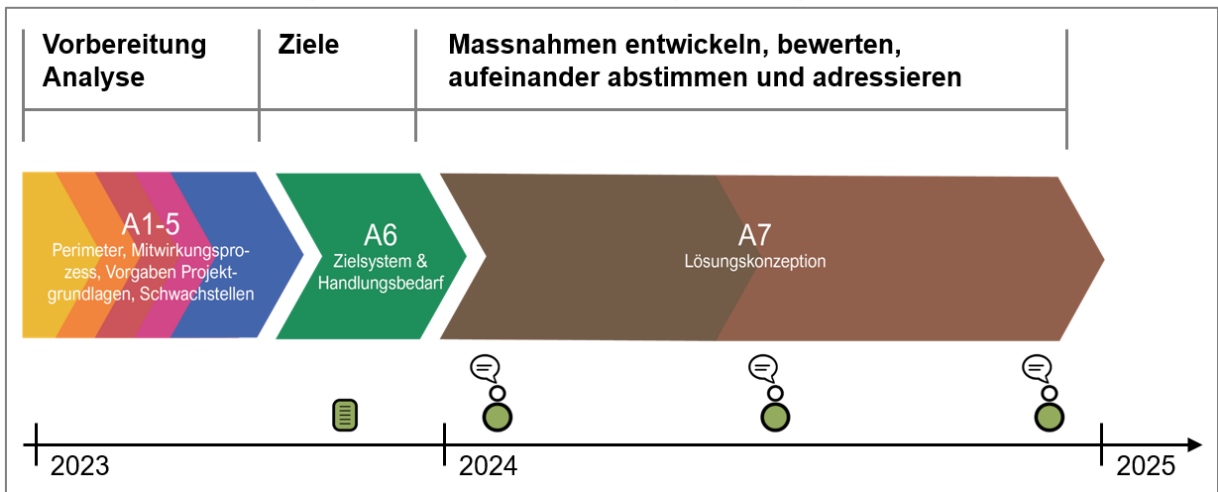 Vorbereitung
Analyse
Ziele
Massnahmen entwickeln, bewerten,
aufeinander abstimmen und adressieren
A1-5
Perimeter, Mitwirkungspro-
zess, Vorgaben Projekt-
grundlagen, Schwachstellen
A6
Zielsystem &
Handlungsbedarf
A7
Lösungskonzeption
2023
2024
2025